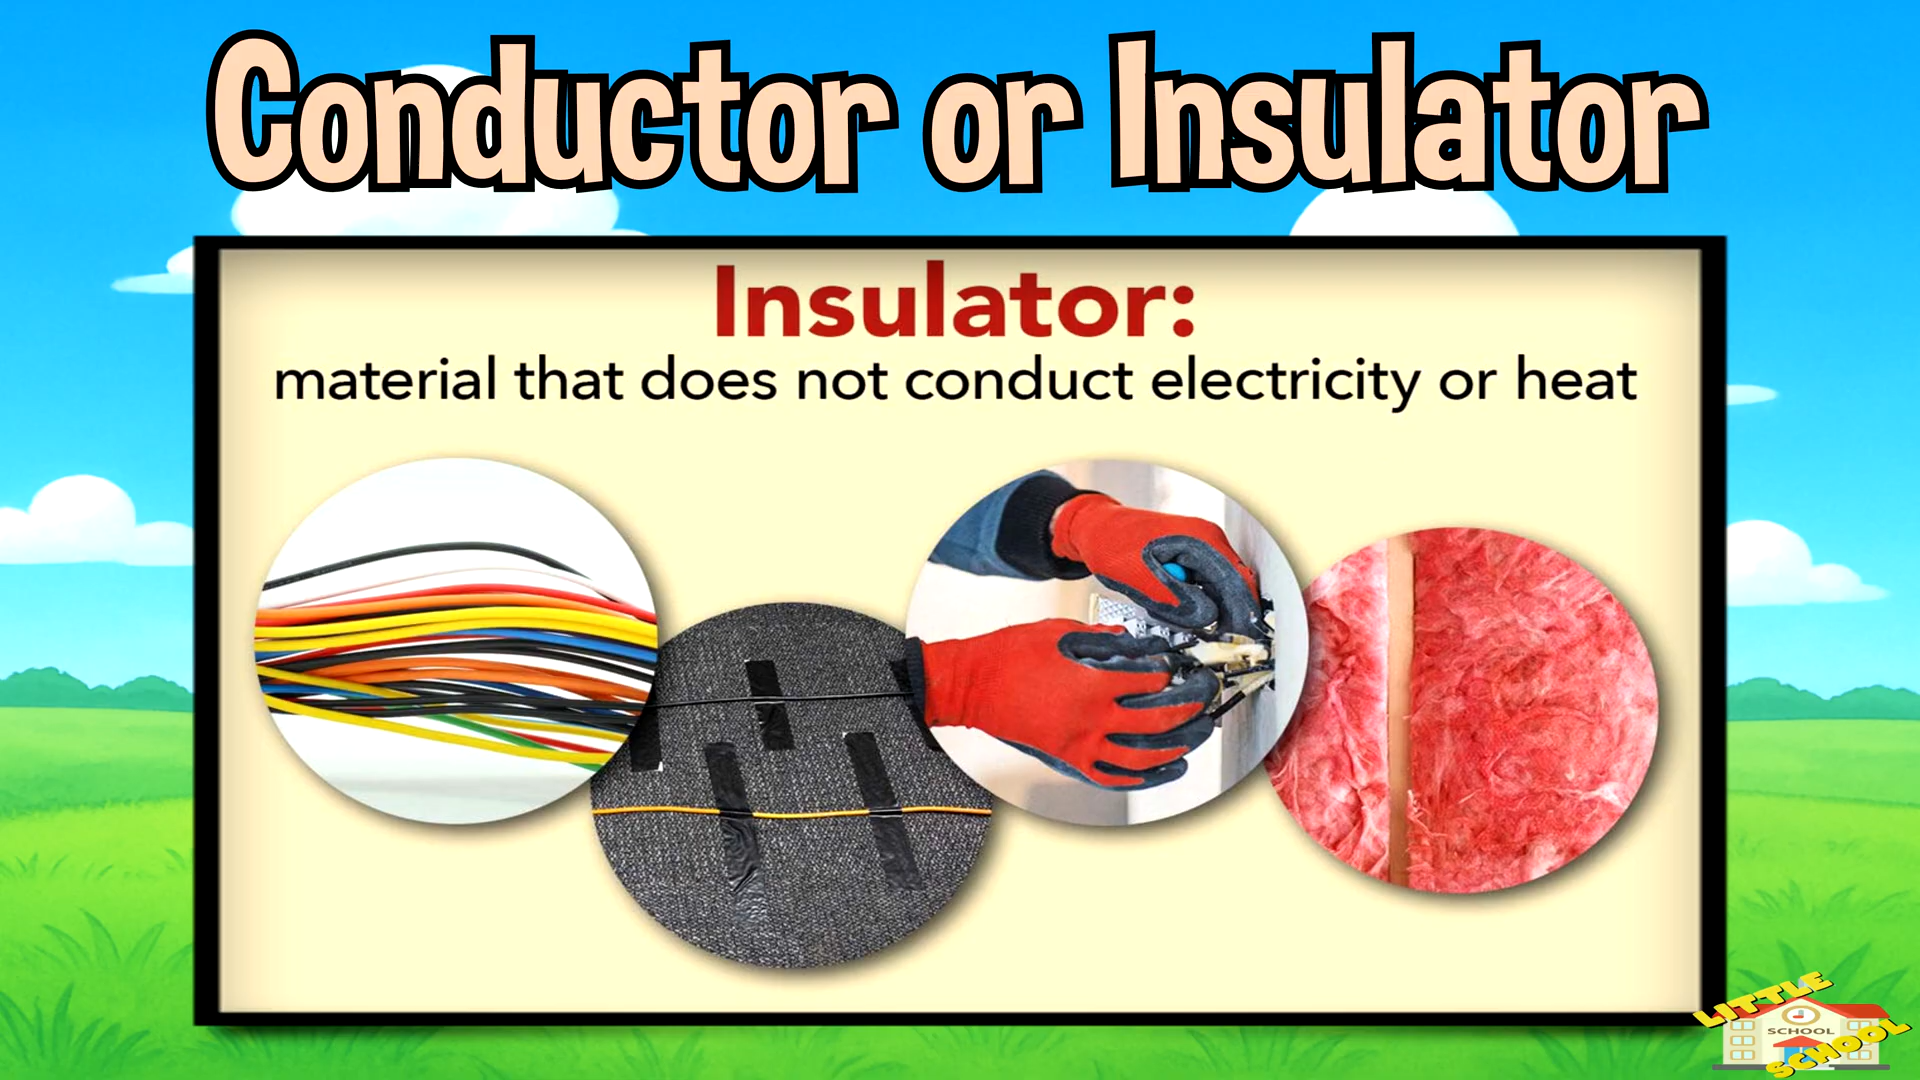 Conductor or Insulator
Insulator:
material that does not conduct electricity or heat
LITTLE
SCHOOL
SCHOOL